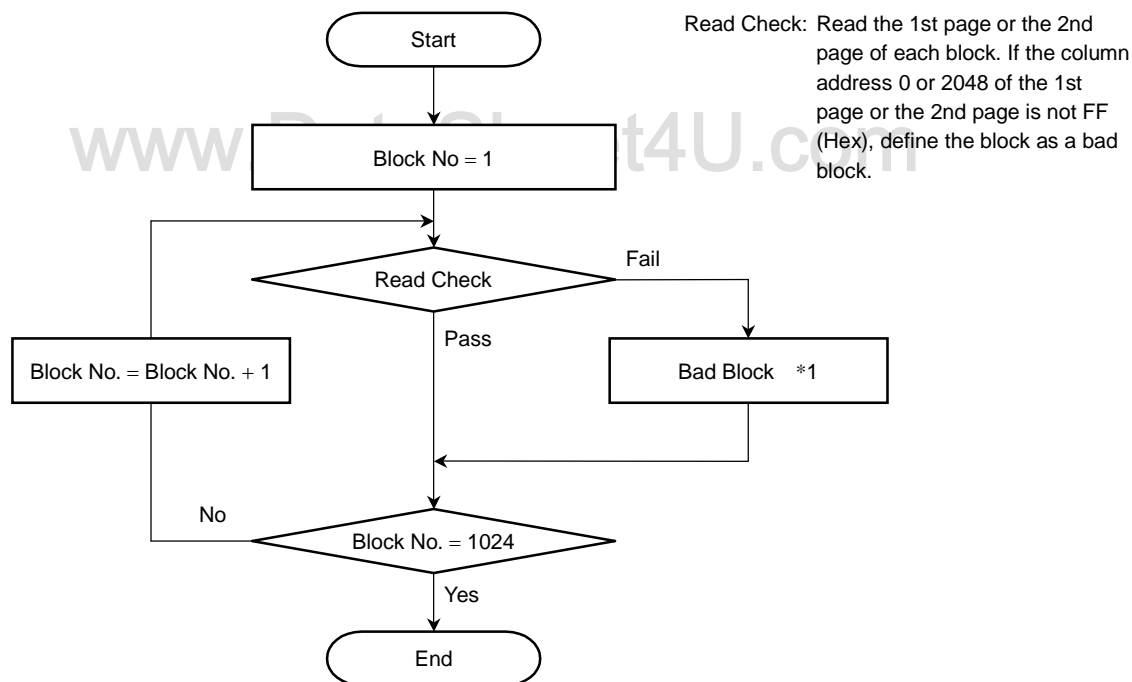 Start
Read Check: Read the 1st page or the 2nd
page of each block. If the column
address 0 or 2048 of the 1st
page or the 2nd page is not FF
(Hex), define the block as a bad
block.
www.DataSheet4U.com
Block No = 1
Read Check
Fail
Pass
Block No. = Block No. + 1
Bad Block *1
No
Block No. = 1024
Yes
End